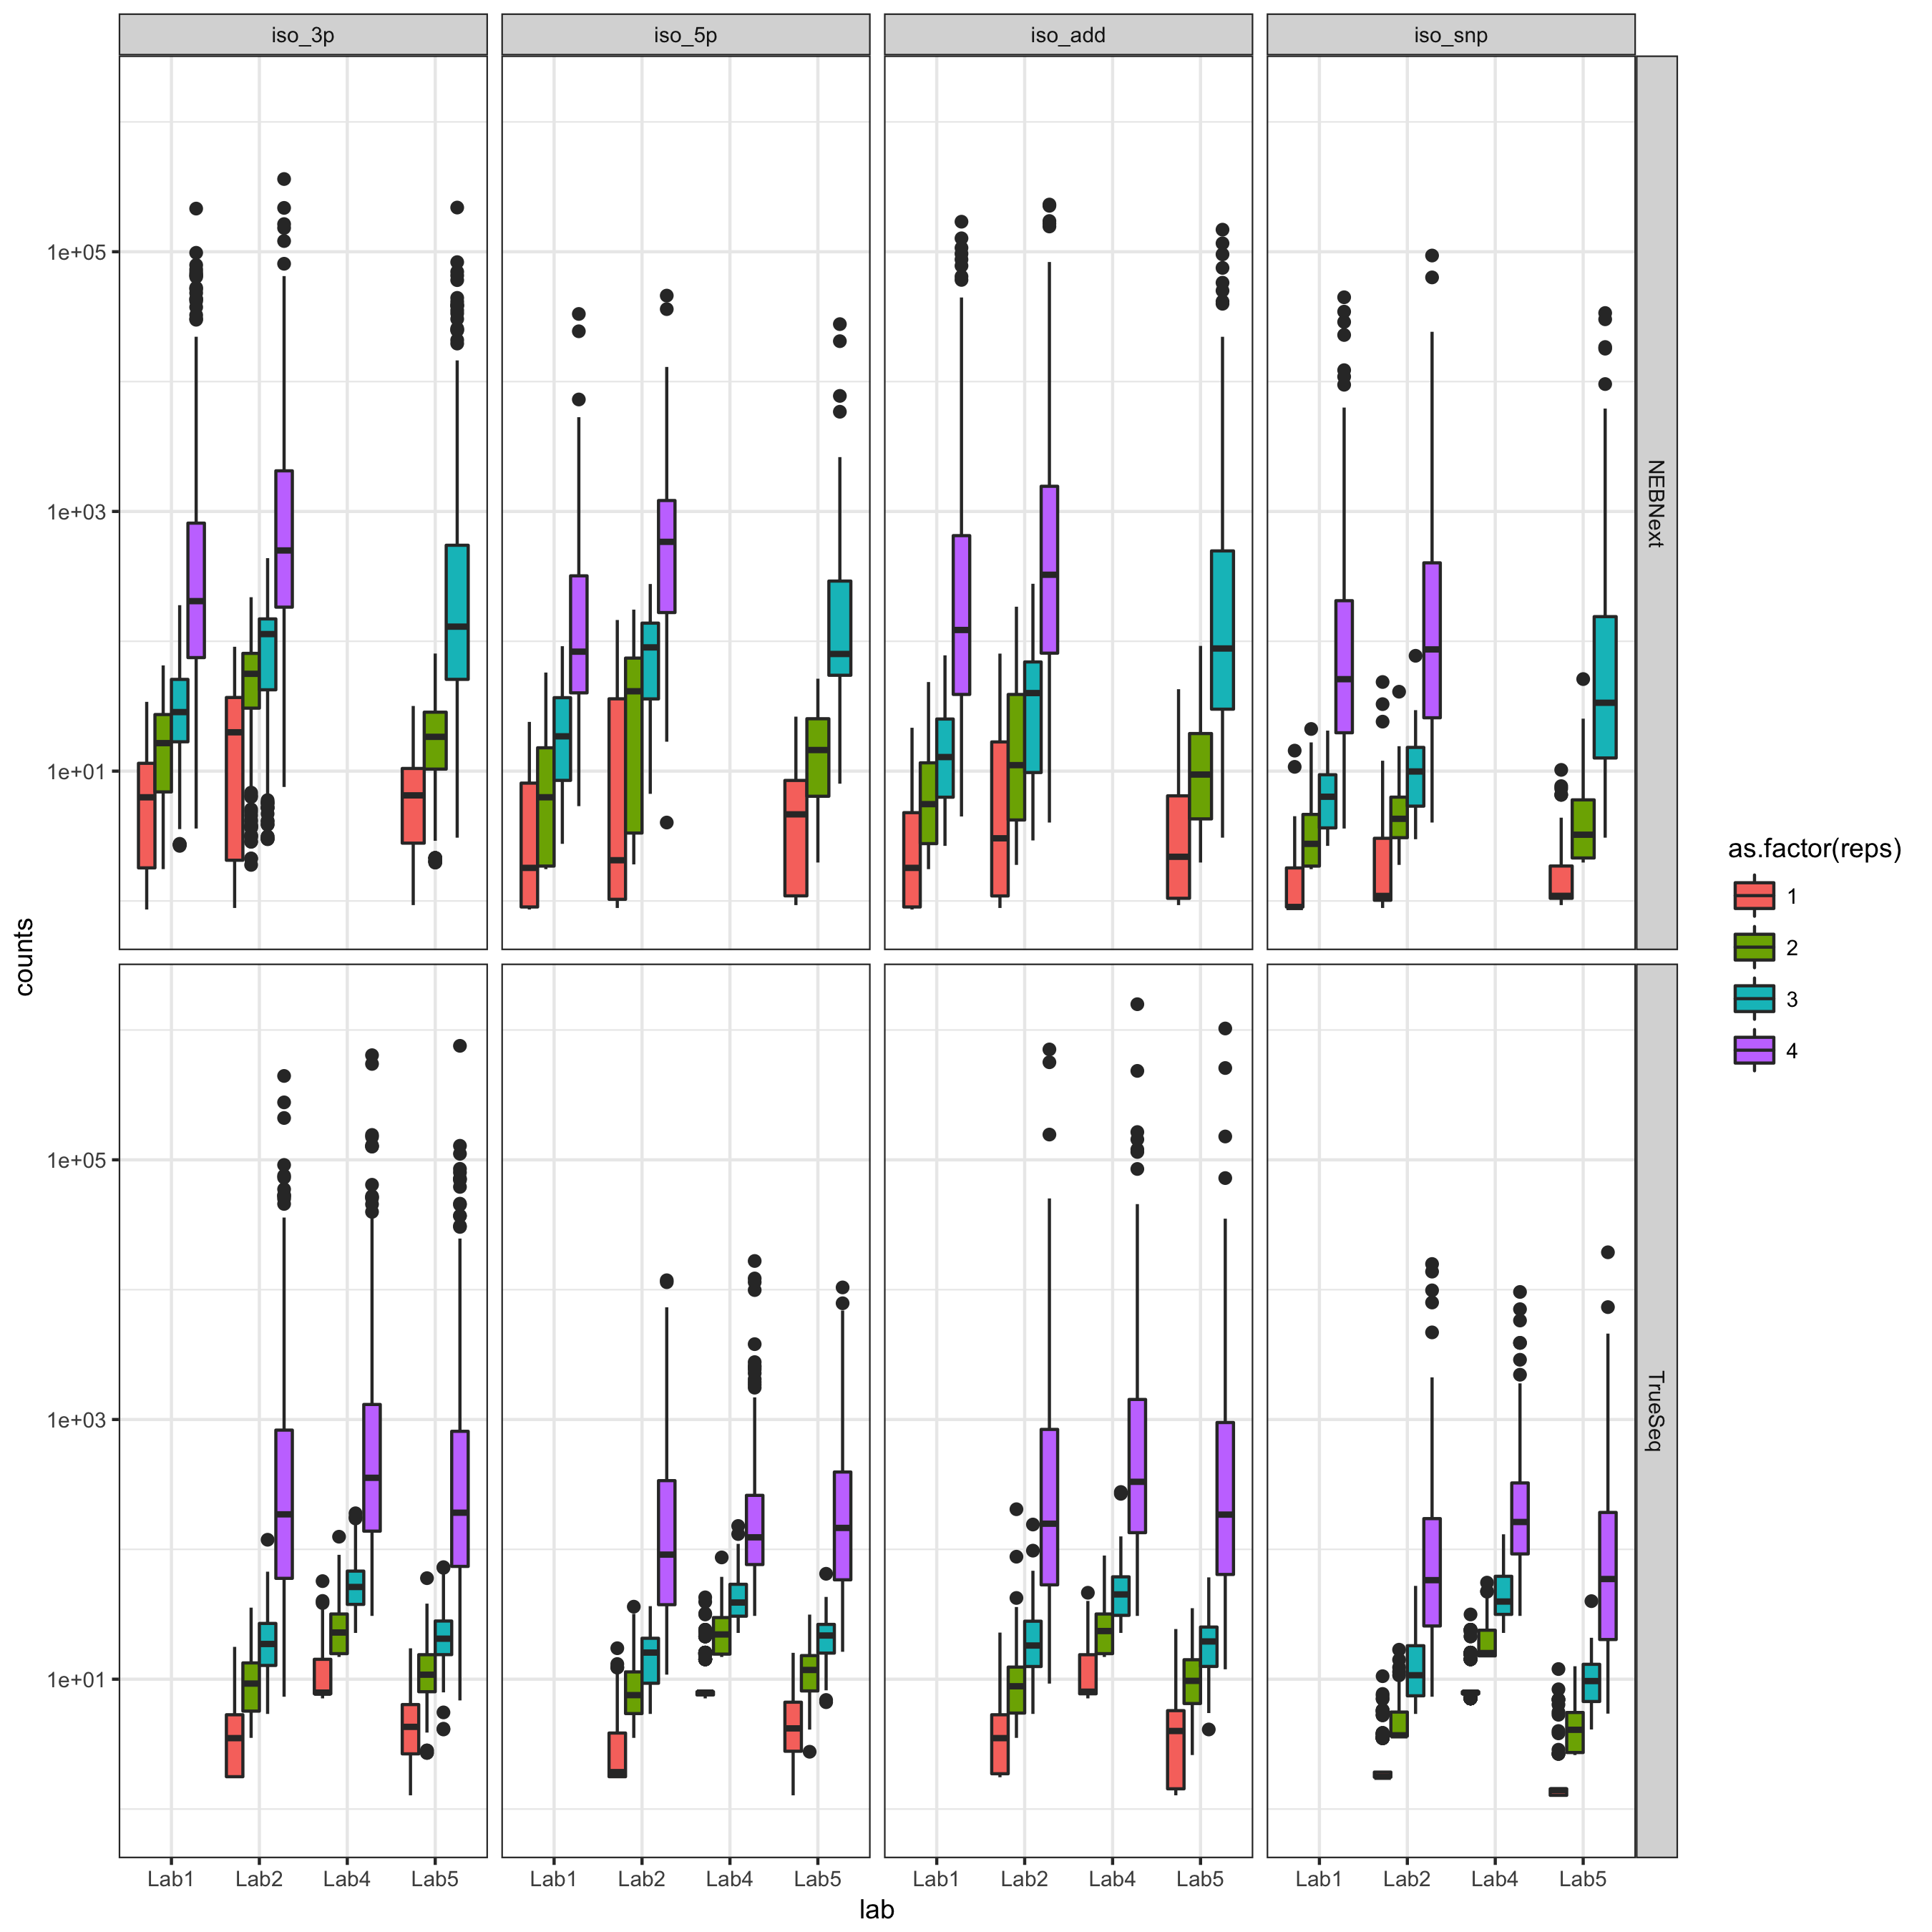 iso_3p iso_5p iso_add iso_snp
NEBNext
1e+05
1e+03
1e+01
TrueSeq
1e+05
1e+03
1e+01
counts
Lab1 Lab2 Lab4 Lab5 Lab1 Lab2 Lab4 Lab5 Lab1 Lab2 Lab4 Lab5 Lab1 Lab2 Lab4 Lab5
lab
as.factor(reps)
1
2
3
4